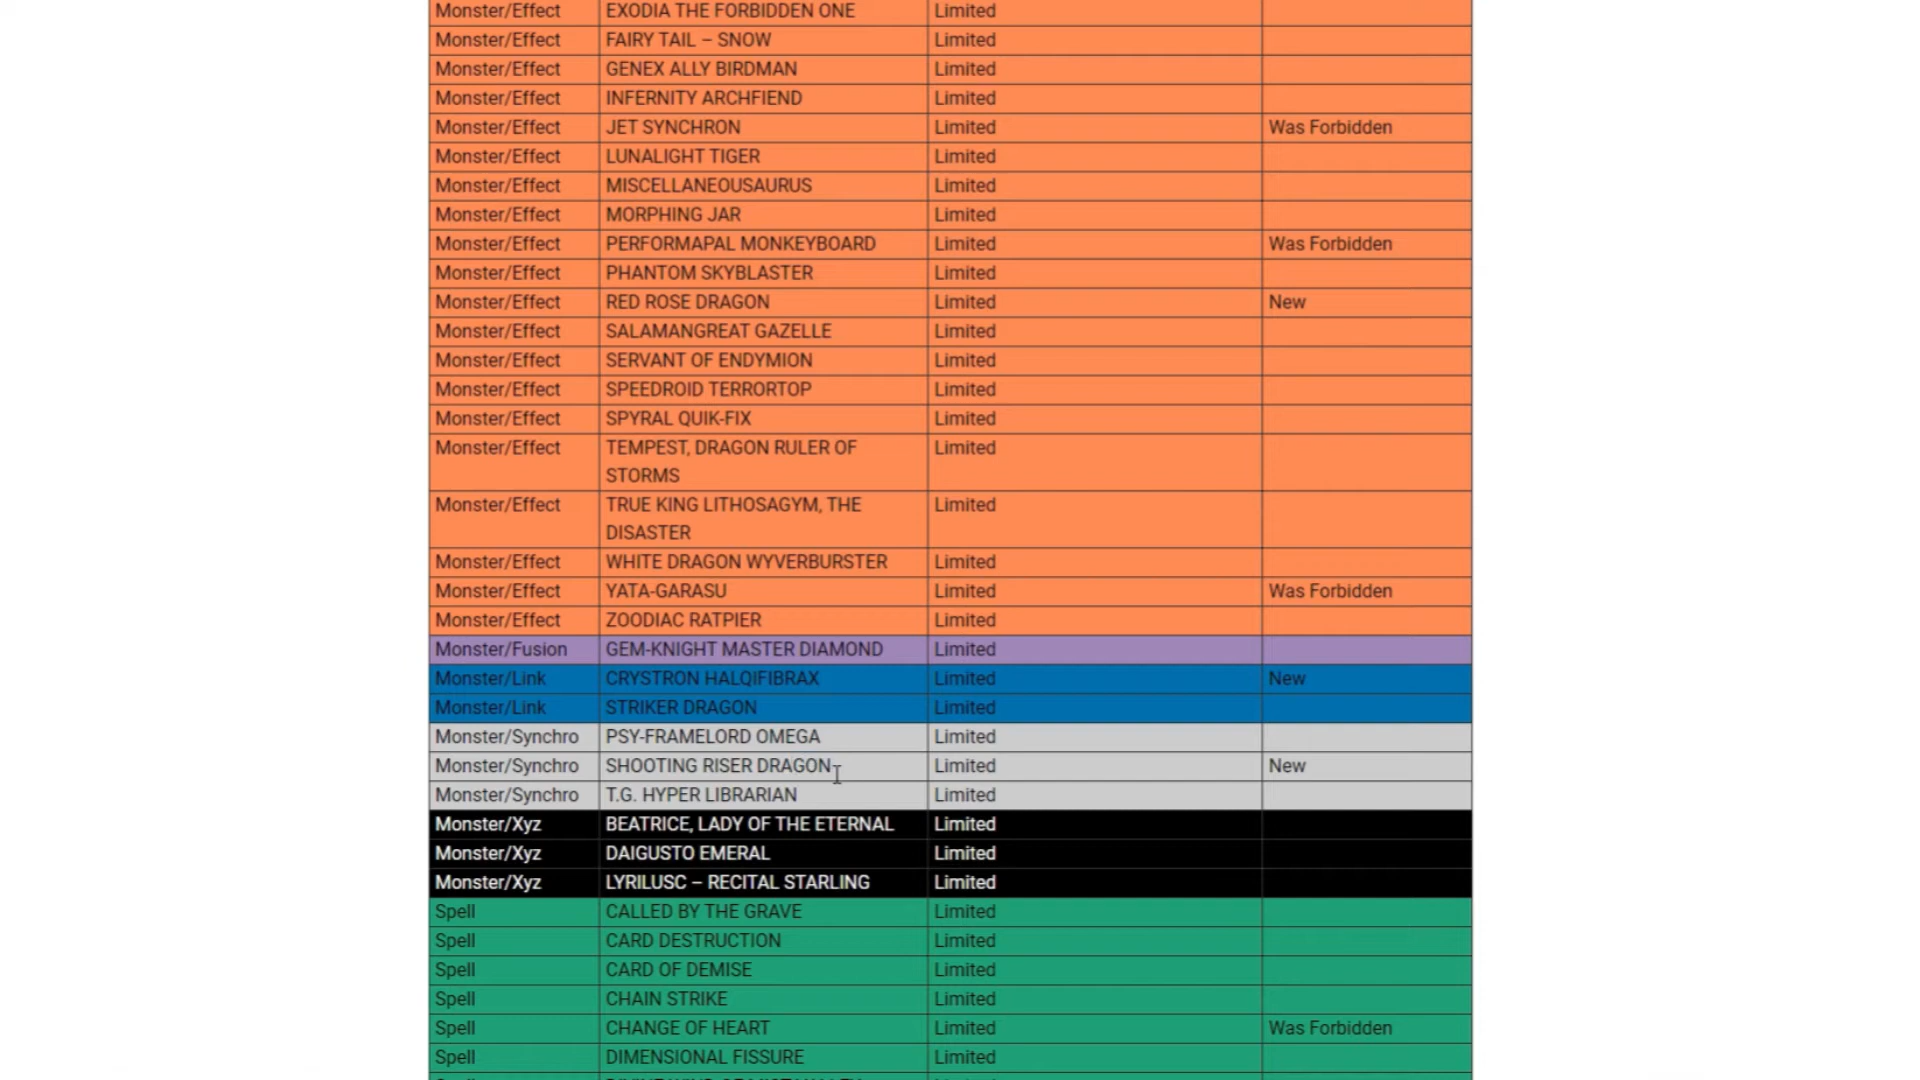 Monster/Effect EXODIA THE FORBIDDEN ONE Limited
Monster/Effect FAIRY TAIL – SNOW Limited
Monster/Effect GENEX ALLY BIRDMAN Limited
Monster/Effect INFERNITY ARCHFIEND Limited
Monster/Effect JET SYNCHRON Limited Was Forbidden
Monster/Effect LUNALIGHT TIGER Limited
Monster/Effect MISCELLANEOUSAURUS Limited
Monster/Effect MORPHING JAR Limited
Monster/Effect PERFORMAPAL MONKEYBOARD Limited Was Forbidden
Monster/Effect PHANTOM SKYBLASTER Limited
Monster/Effect RED ROSE DRAGON Limited New
Monster/Effect SALAMANGREAT GAZELLE Limited
Monster/Effect SERVANT OF ENDYMION Limited
Monster/Effect SPEEDROID TERRORTOP Limited
Monster/Effect SPYRAL QUIK-FIX Limited
Monster/Effect TEMPEST, DRAGON RULER OF Limited
STORMS
Monster/Effect TRUE KING LITHOSAGYM, THE Limited
DISASTER
Monster/Effect WHITE DRAGON WYVERBURSTER Limited
Monster/Effect YATA-GARASU Limited Was Forbidden
Monster/Effect ZOODIAC RATPIER Limited
Monster/Fusion GEM-KNIGHT MASTER DIAMOND Limited
Monster/Link CRYSTRON HALQIFIBRAX Limited New
Monster/Link STRIKER DRAGON Limited
Monster/Synchro PSY-FRAMELORD OMEGA Limited
Monster/Synchro SHOOTING RISER DRAGON Limited New
Monster/Synchro T.G. HYPER LIBRARIAN Limited
Monster/Xyz BEATRICE, LADY OF THE ETERNAL Limited
Monster/Xyz DAIGUSTO EMERAL Limited
Monster/Xyz LYRILUSC – RECITAL STARLING Limited
Spell CALLED BY THE GRAVE Limited
Spell CARD DESTRUCTION Limited
Spell CARD OF DEMISE Limited
Spell CHAIN STRIKE Limited
Spell CHANGE OF HEART Limited Was Forbidden
Spell DIMENSIONAL FISSURE Limited